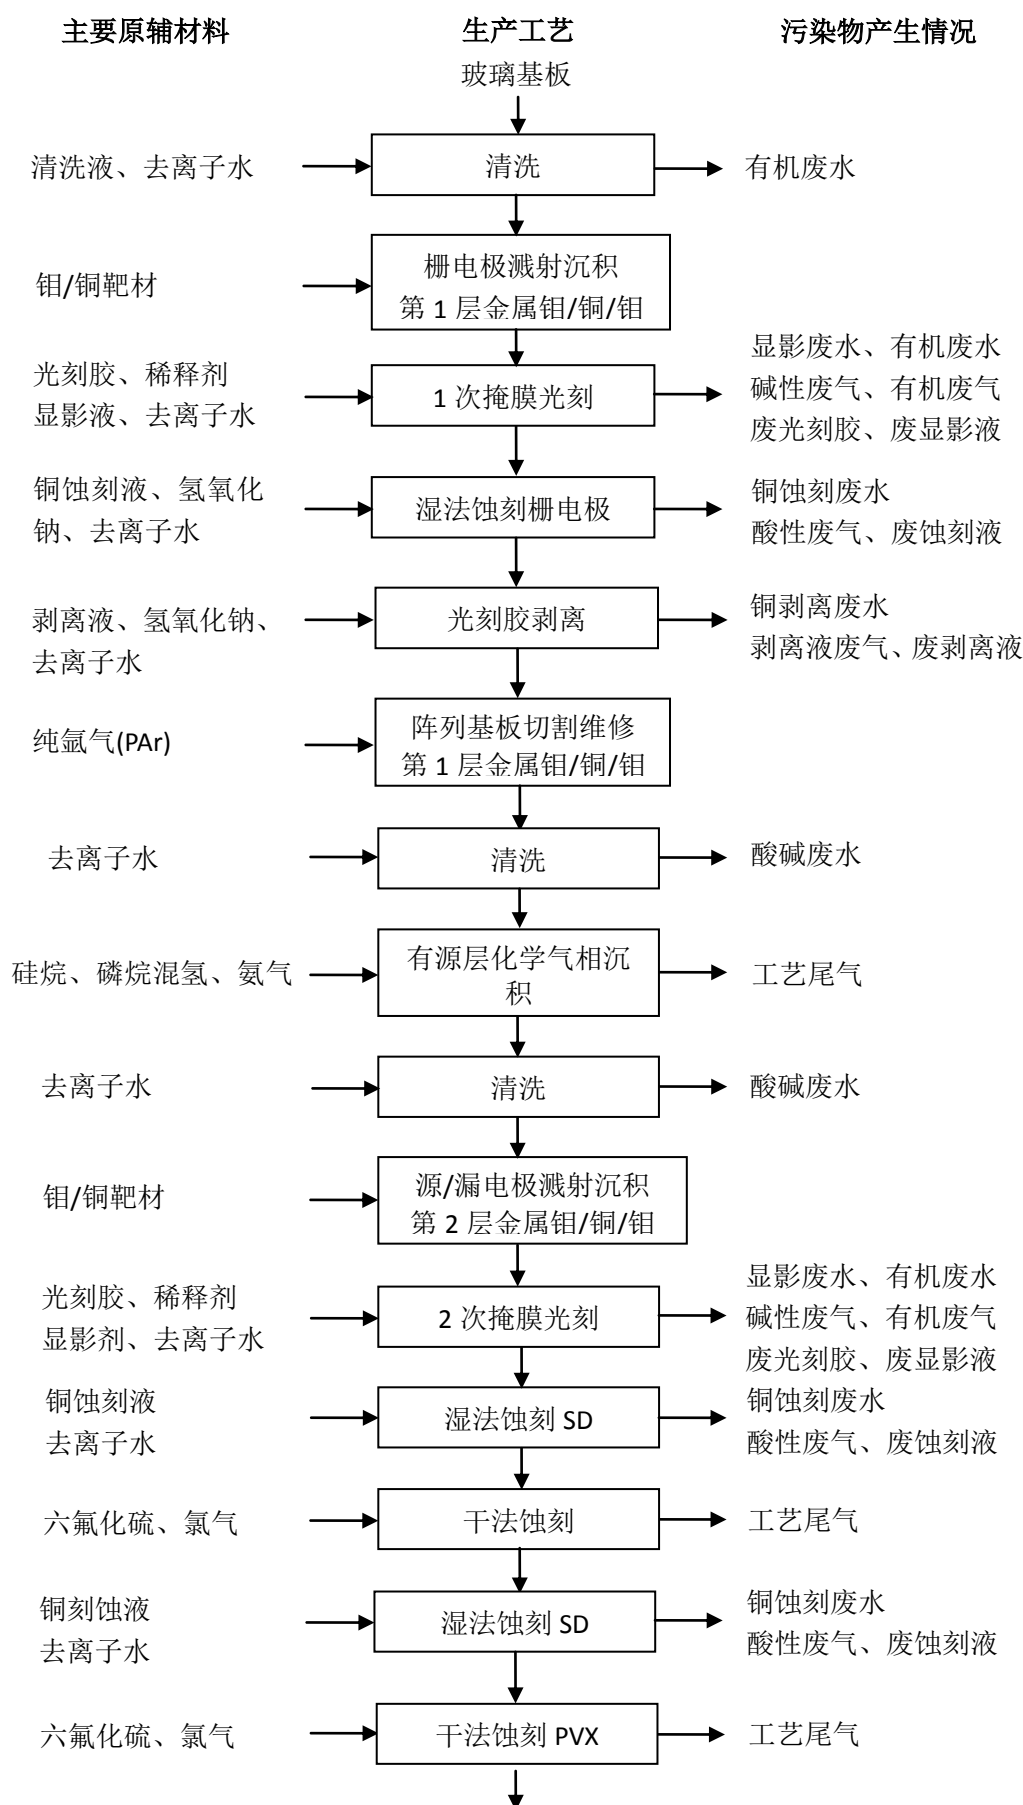 主要原辅材料
生产工艺
污染物产生情况
玻璃基板
清洗液、去离子水
清洗
有机废水
钼/铜靶材
栅电极溅射沉积
第 1 层金属钼/铜/钼
光刻胶、稀释剂
显影液、去离子水
1 次掩膜光刻
显影废水、有机废水
碱性废气、有机废气
废光刻胶、废显影液
铜蚀刻液、氢氧化
钠、去离子水
湿法蚀刻栅电极
铜蚀刻废水
酸性废气、废蚀刻液
剥离液、氢氧化钠、
去离子水
光刻胶剥离
铜剥离废水
剥离液废气、废剥离液
纯氩气(PAr)
阵列基板切割维修
第 1 层金属钼/铜/钼
去离子水
清洗
酸碱废水
硅烷、磷烷混氢、氨气
有源层化学气相沉
积
工艺尾气
去离子水
清洗
酸碱废水
钼/铜靶材
源/漏电极溅射沉积
第 2 层金属钼/铜/钼
光刻胶、稀释剂
显影剂、去离子水
2 次掩膜光刻
显影废水、有机废水
碱性废气、有机废气
废光刻胶、废显影液
铜蚀刻液
去离子水
湿法蚀刻 SD
铜蚀刻废水
酸性废气、废蚀刻液
六氟化硫、氯气
干法蚀刻
工艺尾气
铜刻蚀液
去离子水
湿法蚀刻 SD
铜蚀刻废水
酸性废气、废蚀刻液
六氟化硫、氯气
干法蚀刻 PVX
工艺尾气